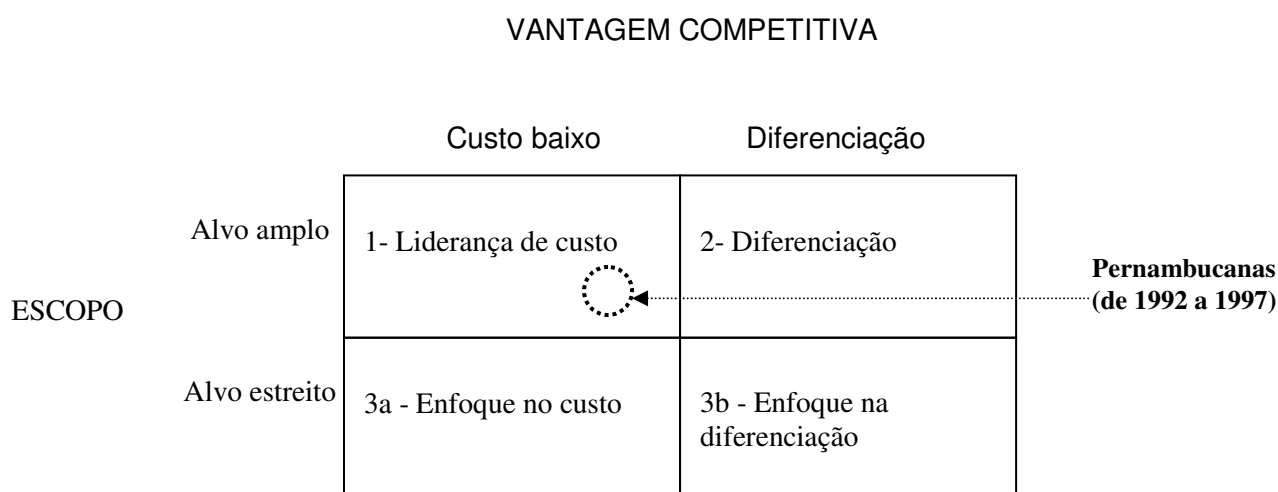 VANTAGEM COMPETITIVA
Custo baixo
Diferenciação
Alvo amplo
1- Liderança de custo
2- Diferenciação
Pernambucanas
(de 1992 a 1997)
ESCOPO
Alvo estreito
3a - Enfoque no custo
3b - Enfoque na
diferenciação